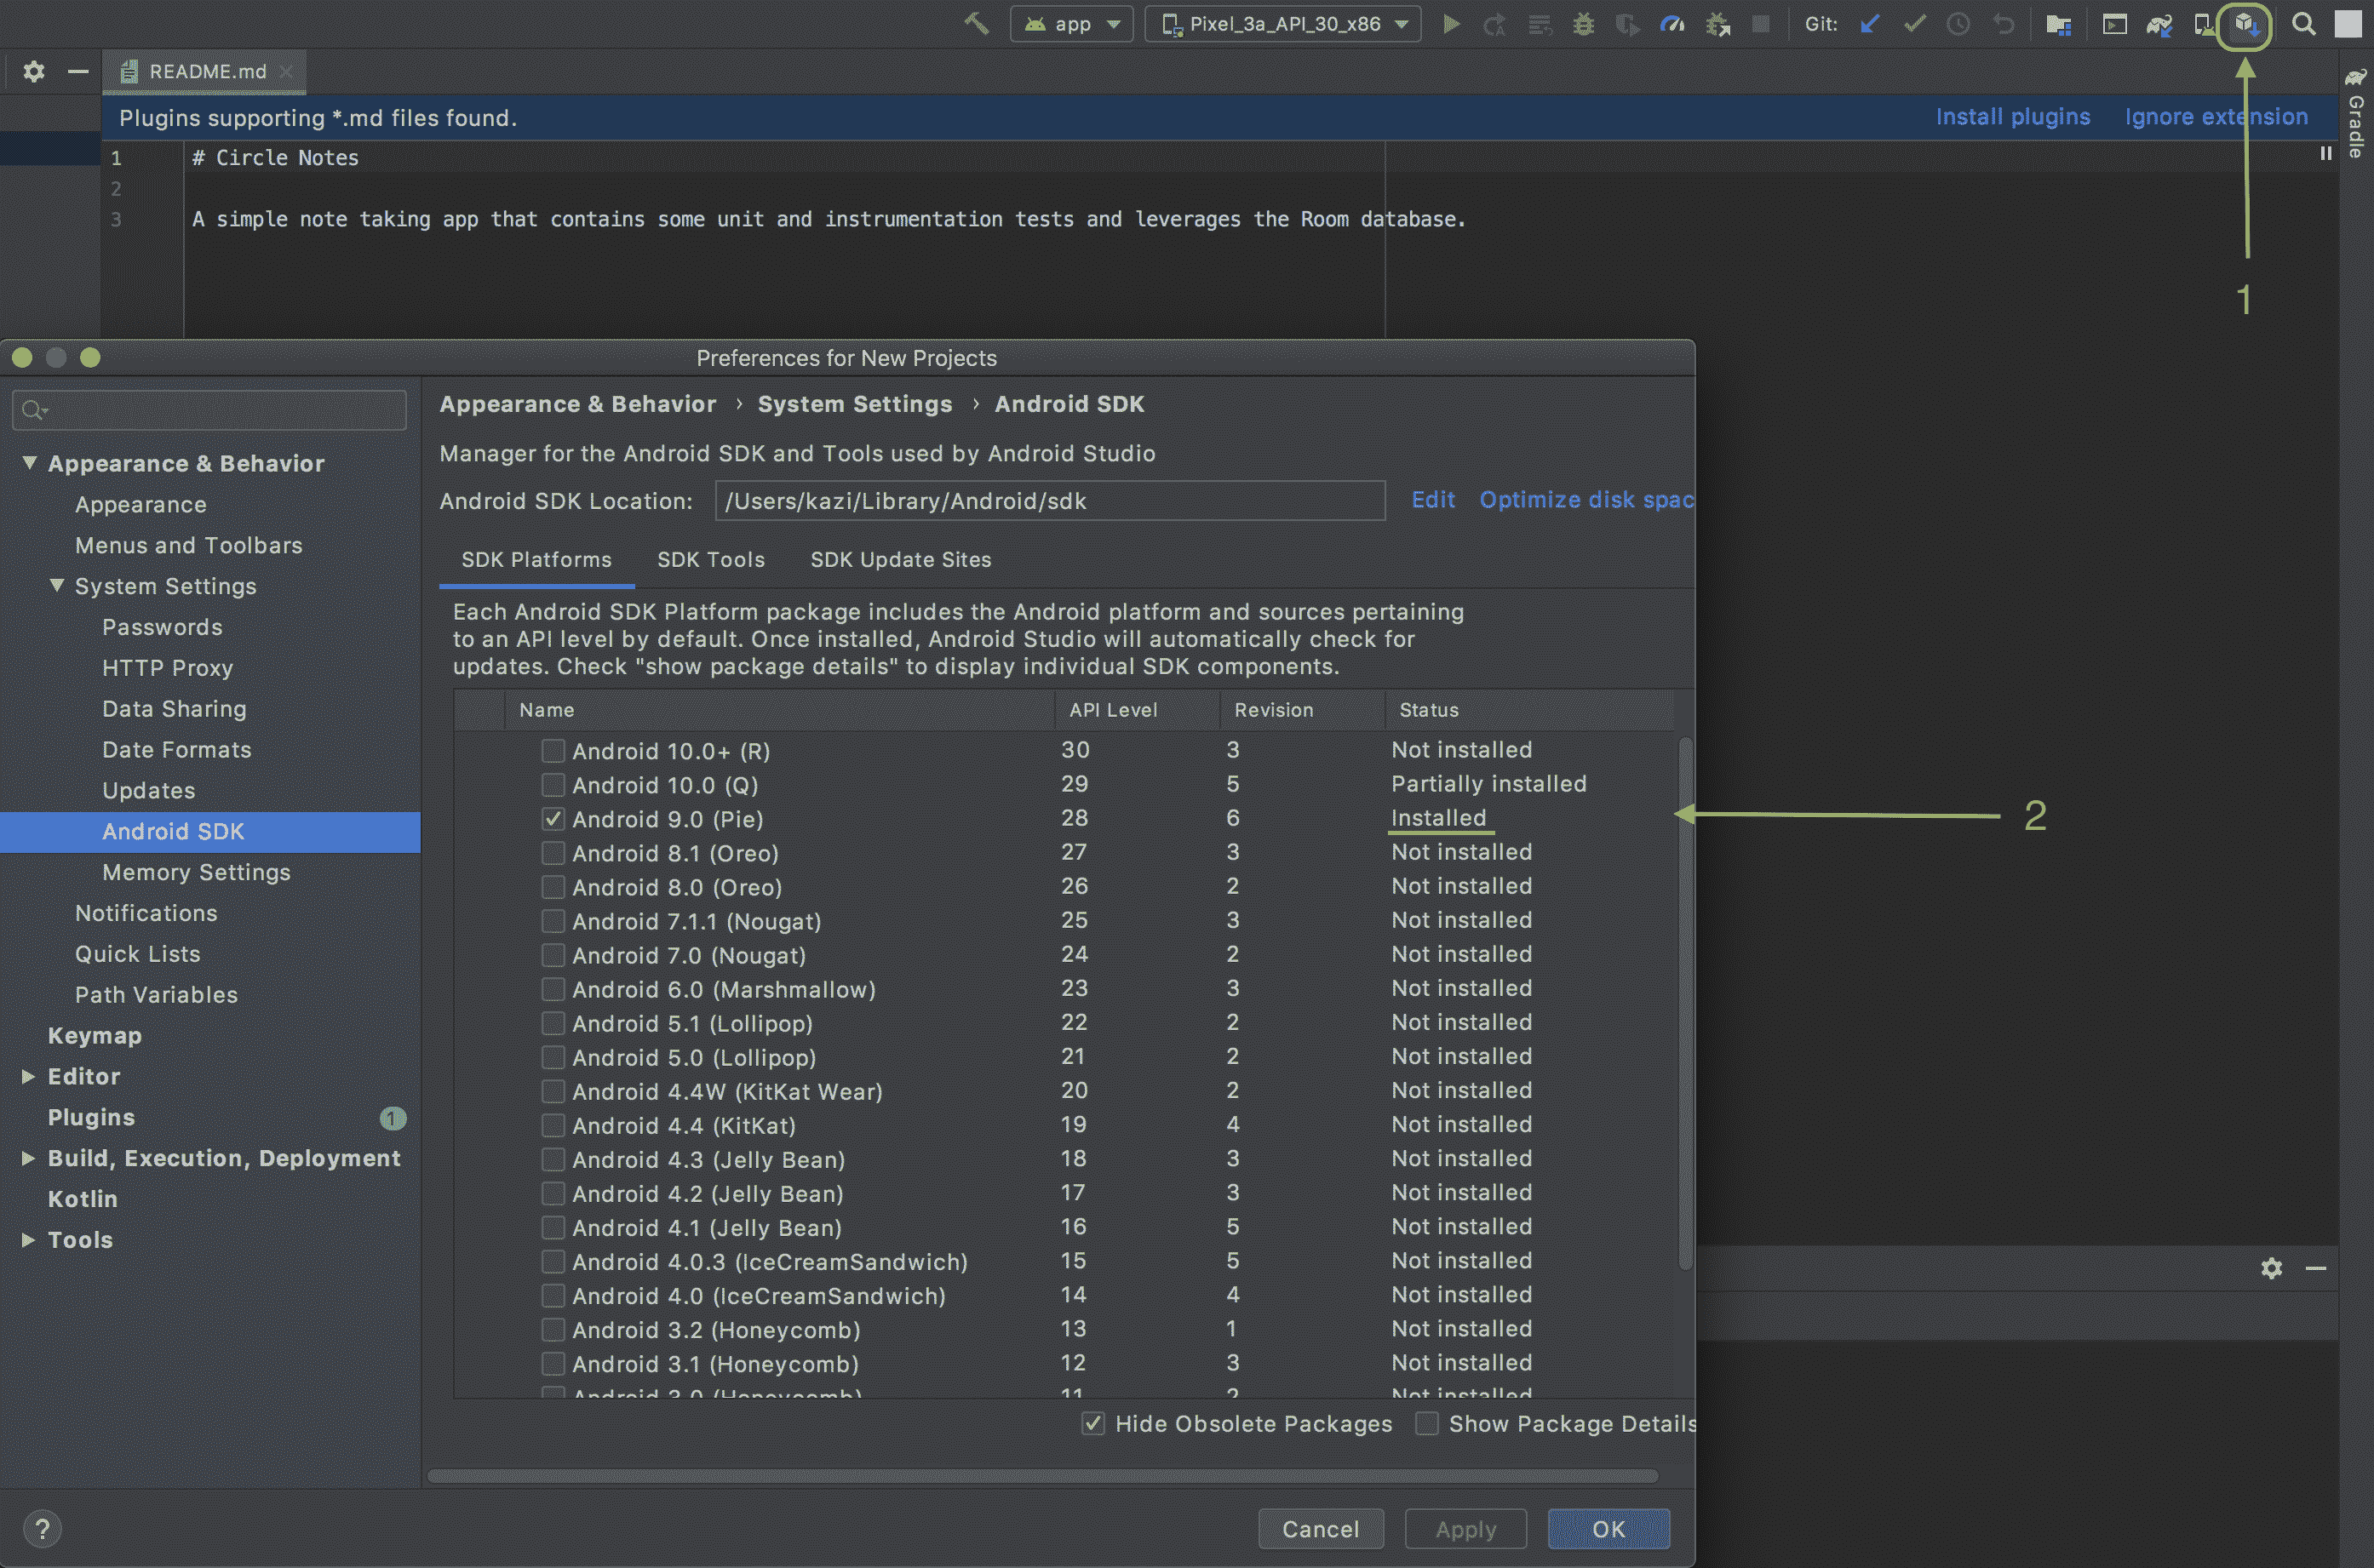 app
Pixel_3a_API_30_x86
Git:
README.md
Plugins supporting *.md files found.
Install plugins
Ignore extension
Gradle
1
# Circle Notes
2
3
A simple note taking app that contains some unit and instrumentation tests and leverages the Room database.
1
Preferences for New Projects
Appearance & Behavior
Appearance
Menus and Toolbars
System Settings
Passwords
HTTP Proxy
Data Sharing
Date Formats
Updates
Android SDK
Memory Settings
Notifications
Quick Lists
Path Variables
Keymap
Editor
Plugins 1
Build, Execution, Deployment
Kotlin
Tools
Appearance & Behavior › System Settings › Android SDK
Manager for the Android SDK and Tools used by Android Studio
Android SDK Location: /Users/kazi/Library/Android/sdk Edit Optimize disk spac
SDK Platforms SDK Tools SDK Update Sites
Each Android SDK Platform package includes the Android platform and sources pertaining
to an API level by default. Once installed, Android Studio will automatically check for
updates. Check "show package details" to display individual SDK components.
Name API Level Revision Status
Android 10.0+ (R) 30 3 Not installed
Android 10.0 (Q) 29 5 Partially installed
Android 9.0 (Pie) 28 6 Installed
2
Android 8.1 (Oreo) 27 3 Not installed
Android 8.0 (Oreo) 26 2 Not installed
Android 7.1.1 (Nougat) 25 3 Not installed
Android 7.0 (Nougat) 24 2 Not installed
Android 6.0 (Marshmallow) 23 3 Not installed
Android 5.1 (Lollipop) 22 2 Not installed
Android 5.0 (Lollipop) 21 2 Not installed
Android 4.4W (KitKat Wear) 20 2 Not installed
Android 4.4 (KitKat) 19 4 Not installed
Android 4.3 (Jelly Bean) 18 3 Not installed
Android 4.2 (Jelly Bean) 17 3 Not installed
Android 4.1 (Jelly Bean) 16 5 Not installed
Android 4.0.3 (IceCreamSandwich) 15 5 Not installed
Android 4.0 (IceCreamSandwich) 14 4 Not installed
Android 3.2 (Honeycomb) 13 1 Not installed
Android 3.1 (Honeycomb) 12 3 Not installed
Android 3.0 (Honeycomb) 11 2 Not installed
Hide Obsolete Packages Show Package Details
? Cancel Apply OK